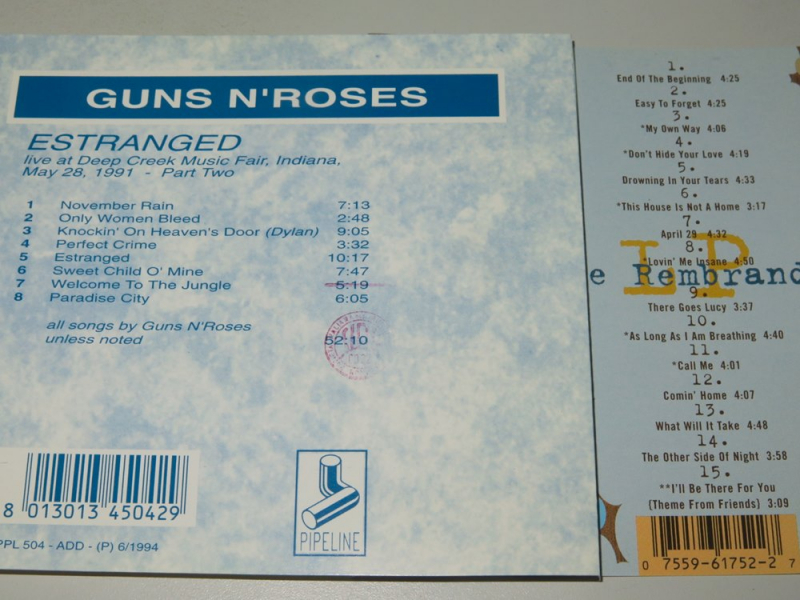 GUNS N'ROSES
ESTRANGED
live at Deep Creek Music Fair, Indiana,
May 28, 1991 - Part Two
1 November Rain 7:13
2 Only Women Bleed 2:48
3 Knockin' On Heaven's Door (Dylan) 9:05
4 Perfect Crime 3:32
5 Estranged 10:17
6 Sweet Child O' Mine 7:47
7 Welcome To The Jungle 5:19
8 Paradise City 6:05
all songs by Guns N'Roses
unless noted 52:10
8 013013 450429
PPL 504 - ADD - (P) 6/1994
PIPELINE
1.
End Of The Beginning 4:25
2.
Easy To Forget 4:25
3.
*My Own Way 4:06
4.
*Don't Hide Your Love 4:19
5.
Drowning In Your Tears 4:33
6.
*This House Is Not A Home 3:17
7.
April 29 4:32
8.
*Lovin' Me Insane 4:50
LP
e Rembrand
9.
There Goes Lucy 3:37
10.
*As Long As I Am Breathing 4:40
11.
*Call Me 4:01
12.
Comin' Home 4:07
13.
What Will It Take 4:48
14.
The Other Side Of Night 3:58
15.
**I'll Be There For You
(Theme From Friends) 3:09
0 7559-61752-2 7